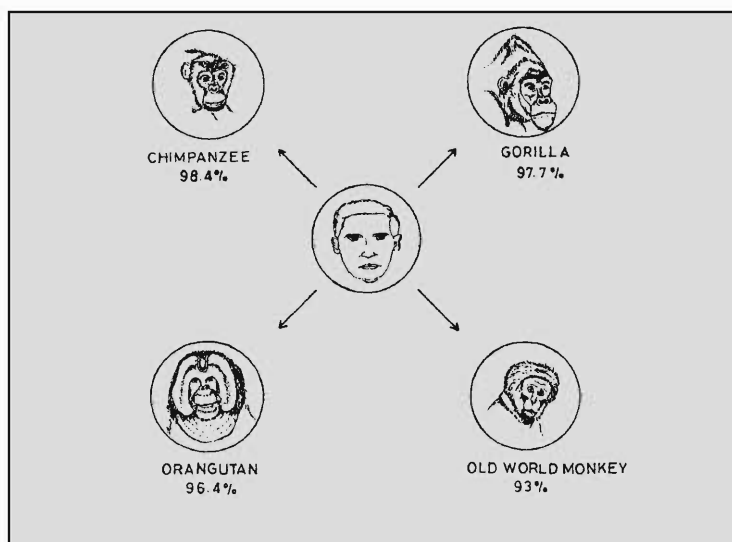 CHIMPANZEE
98.4%
GORILLA
97.7%
ORANGUTAN
96.4%
OLD WORLD MONKEY
93%